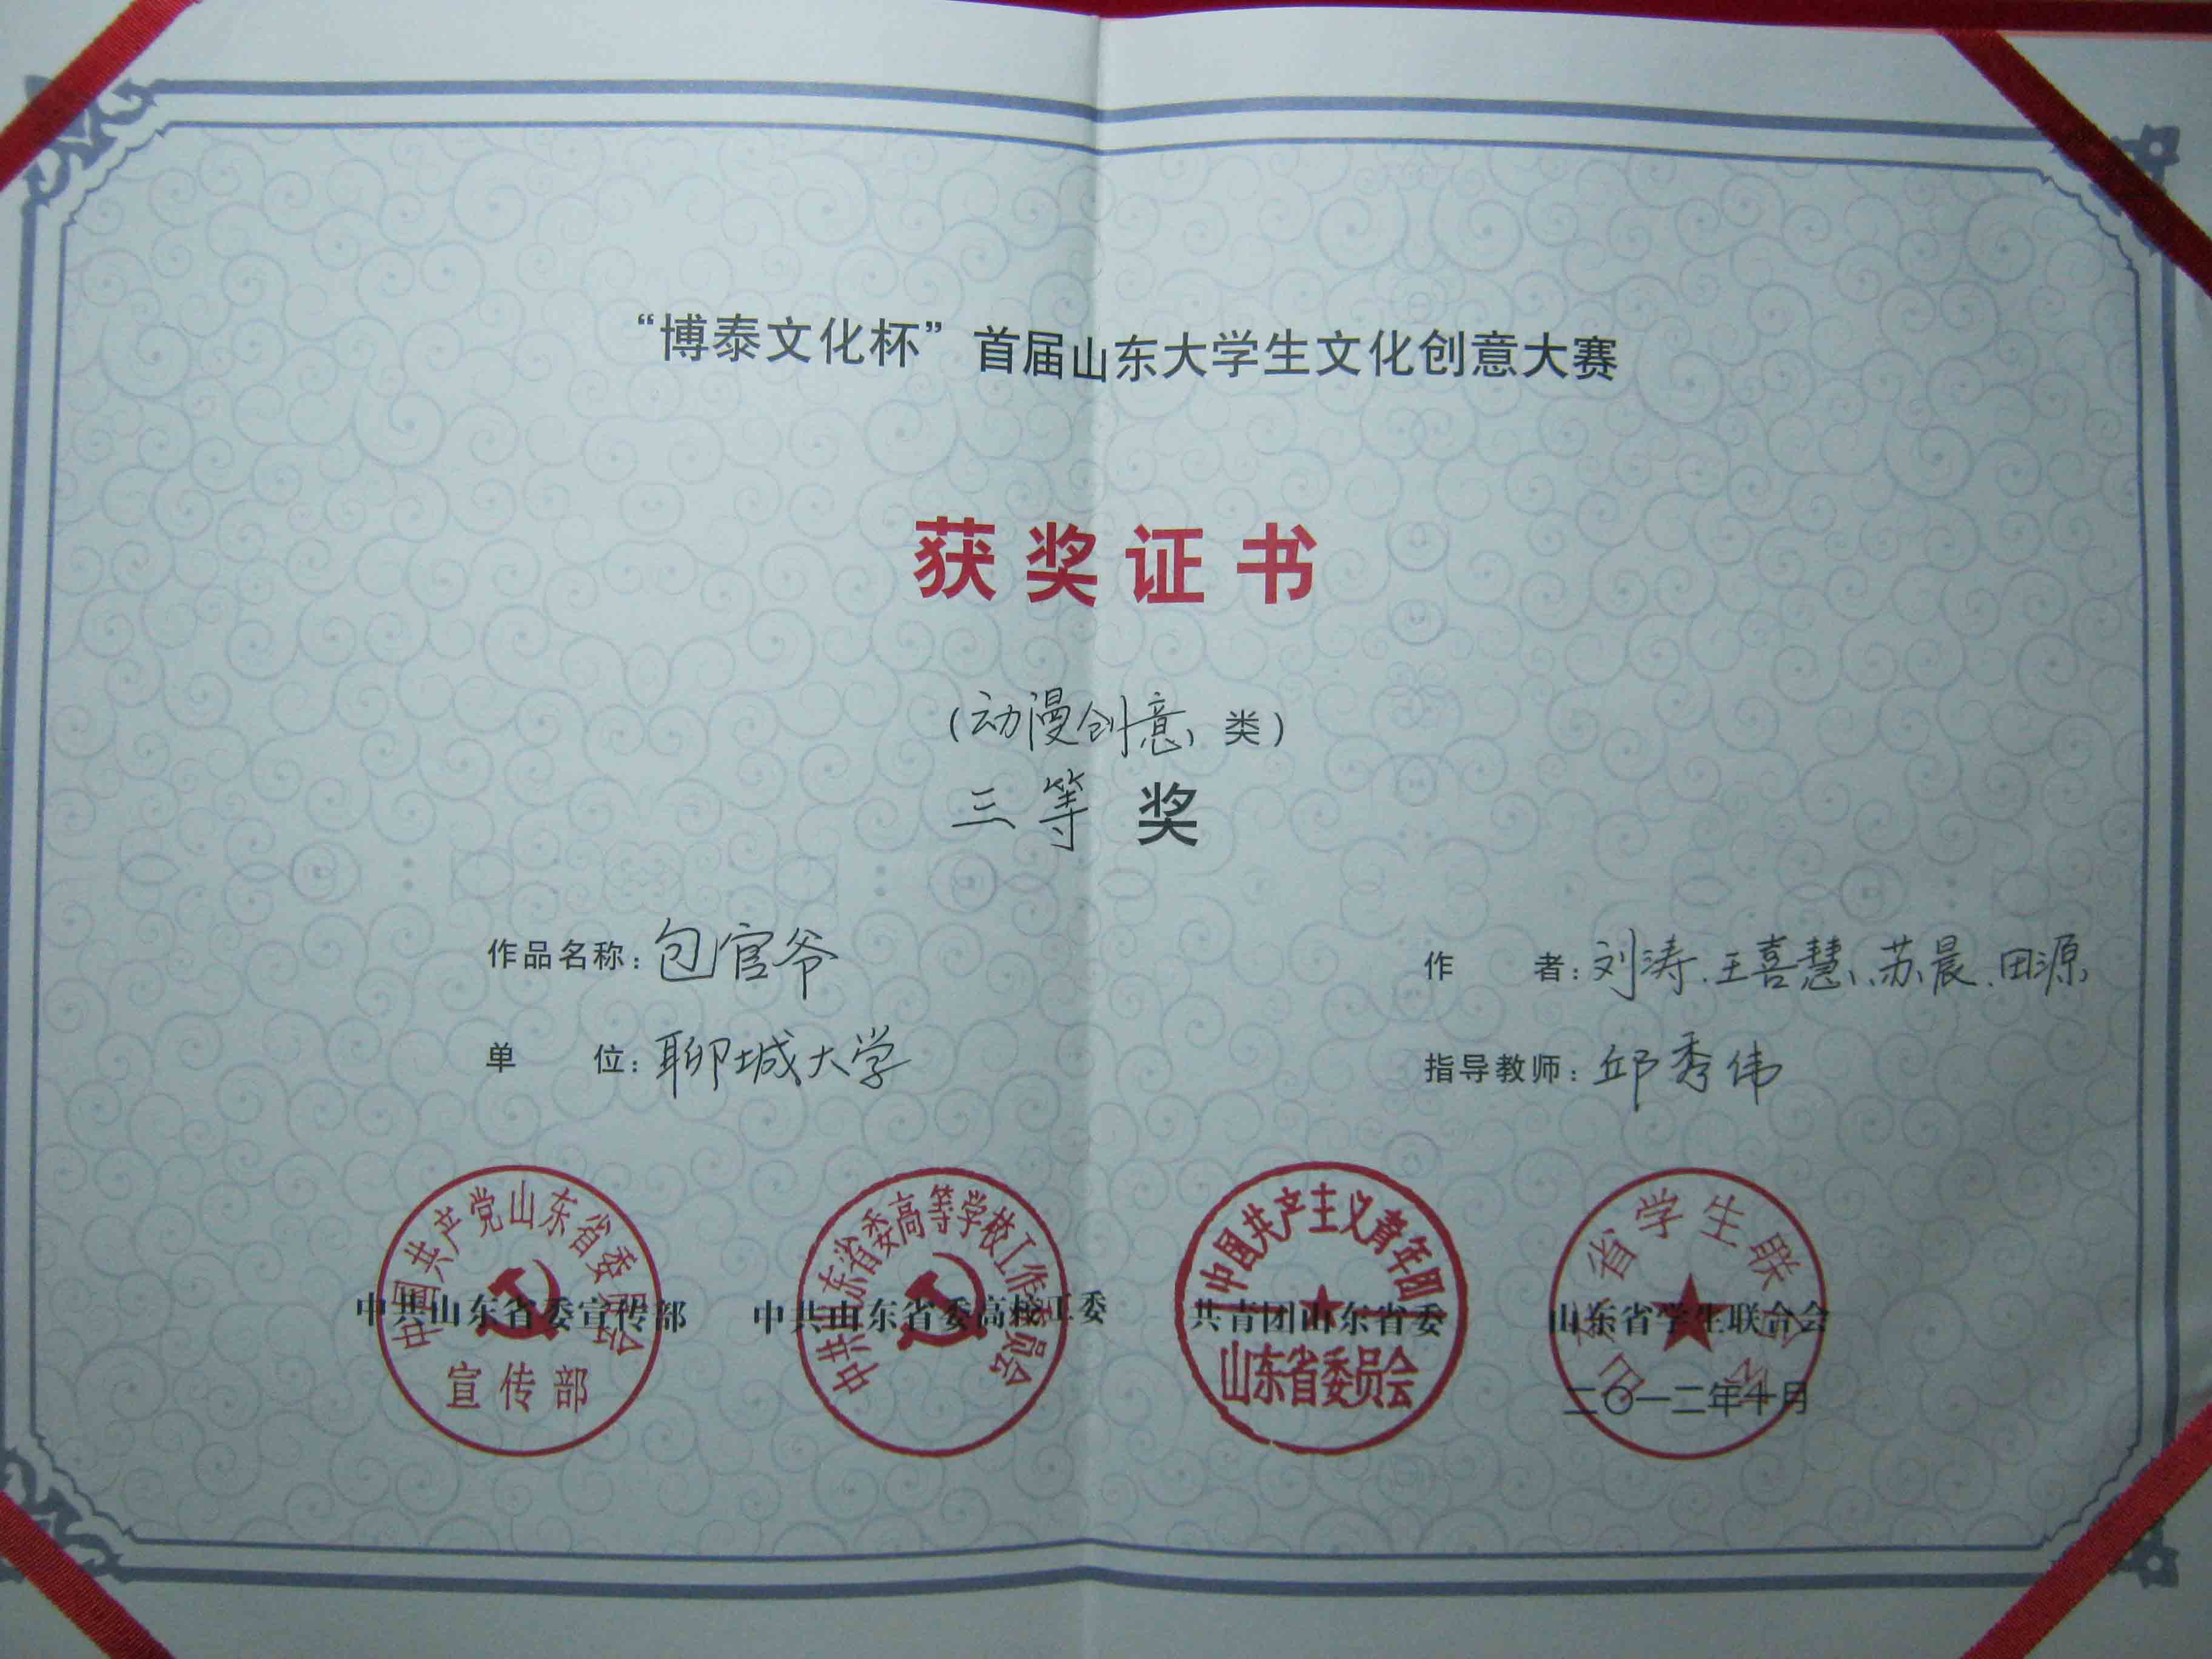 “博泰文化杯”首届山东大学生文化创意大赛
获奖证书
(动漫创意 类)
三等 奖
作品名称：包官爷
作 者：刘涛、王喜慧、苏晨、田源
单 位：聊城大学
指导教师：邱秀伟
中国共产党山东省委员会
宣传部
中共山东省委宣传部
中共山东省委高等学校工作委员会
中共山东省委高校工委
中国共产主义青年团
山东省委员会
共青团山东省委
山东省学生联合会
山东省学生联合会
二〇一二年十月